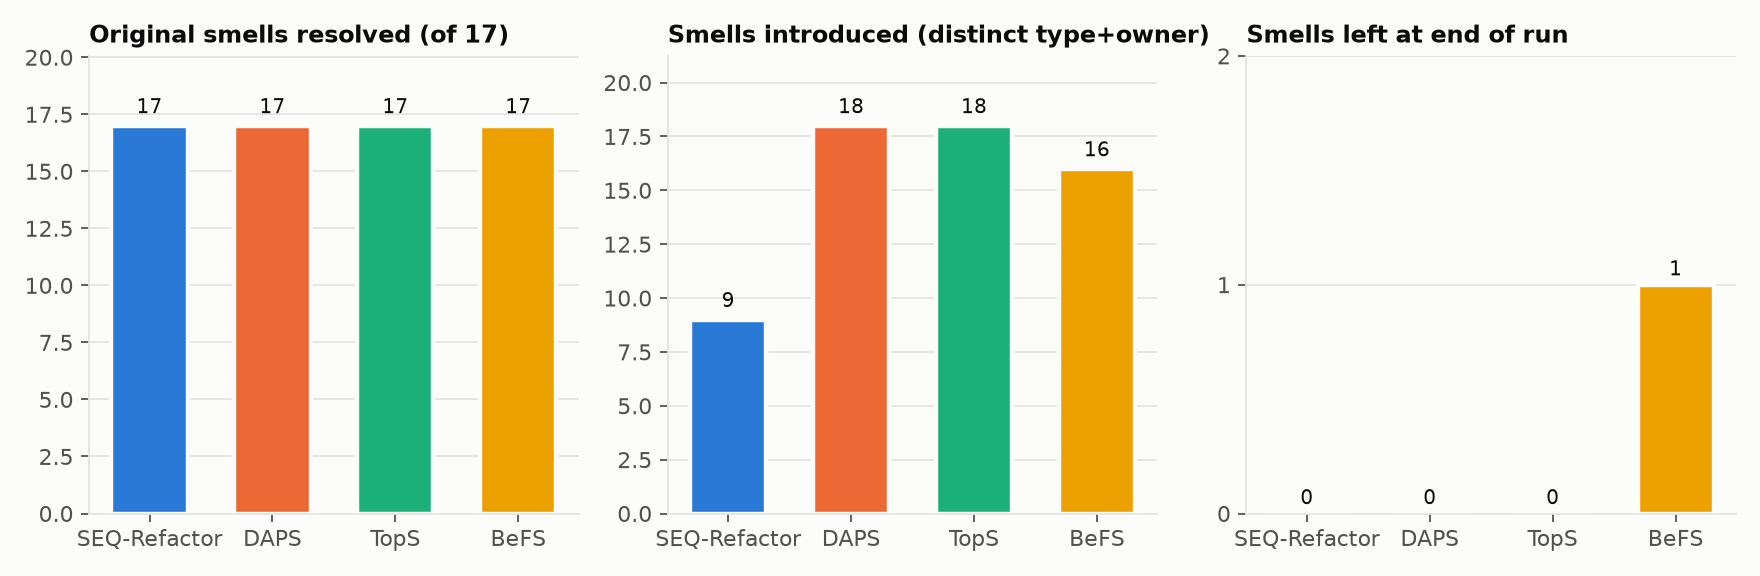 Original smells resolved (of 17)
20.0
17.5
15.0
12.5
10.0
7.5
5.0
2.5
0.0
17 17 17 17
SEQ-Refactor DAPS TopS BeFS
Smells introduced (distinct type+owner)
20.0
17.5
15.0
12.5
10.0
7.5
5.0
2.5
0.0
9 18 18 16
SEQ-Refactor DAPS TopS BeFS
Smells left at end of run
2
1
0
0 0 0 1
SEQ-Refactor DAPS TopS BeFS